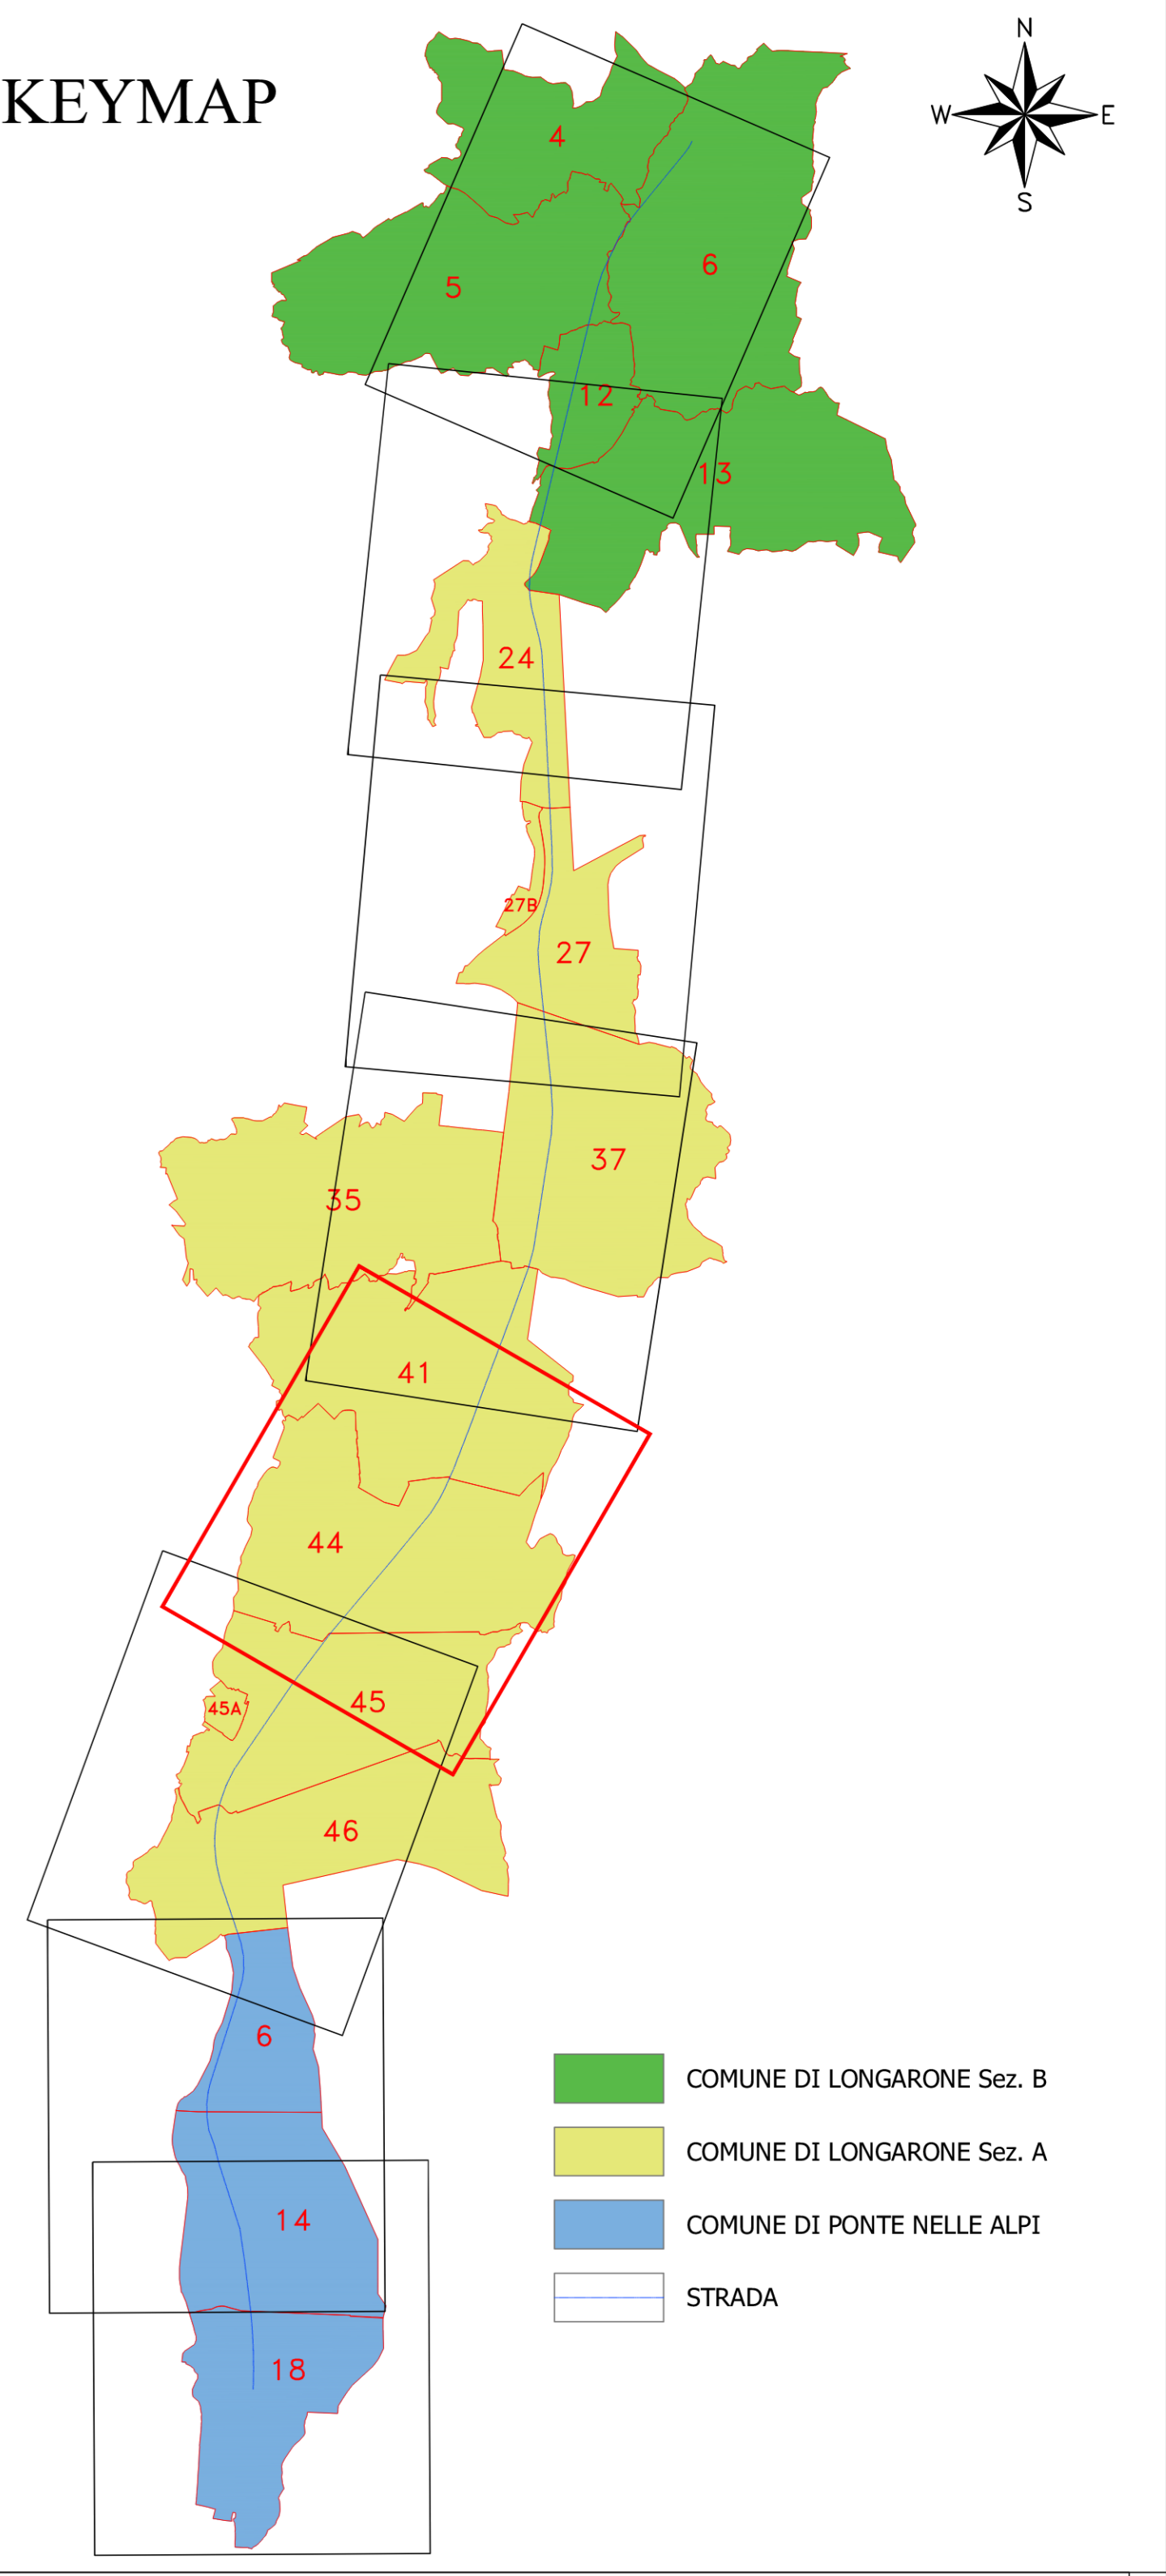 N
KEYMAP
W E
S
4
6
5
12
13
24
27B
27
37
35
41
44
45
45A
46
6
COMUNE DI LONGARONE Sez. B
COMUNE DI LONGARONE Sez. A
14
COMUNE DI PONTE NELLE ALPI
STRADA
18